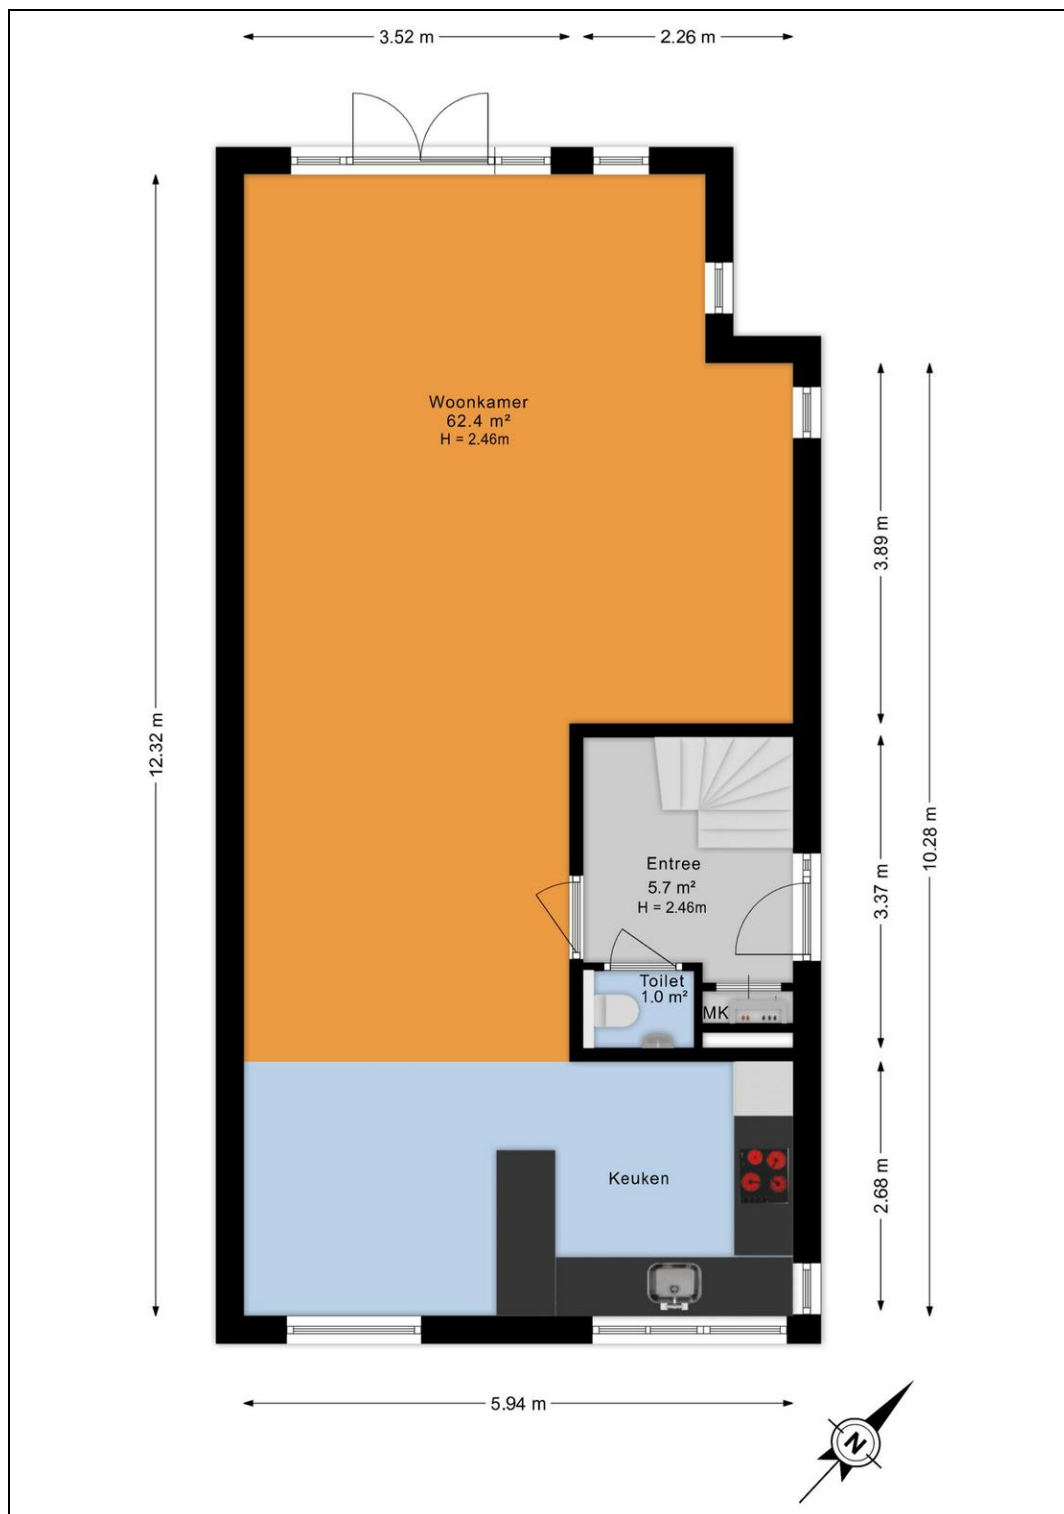 3.52 m
2.26 m
12.32 m
Woonkamer
62.4 m²
H = 2.46m
3.89 m
10.28 m
3.37 m
Entree
5.7 m²
H = 2.46m
Toilet
1.0 m²
MK
Keuken
2.68 m
5.94 m
N